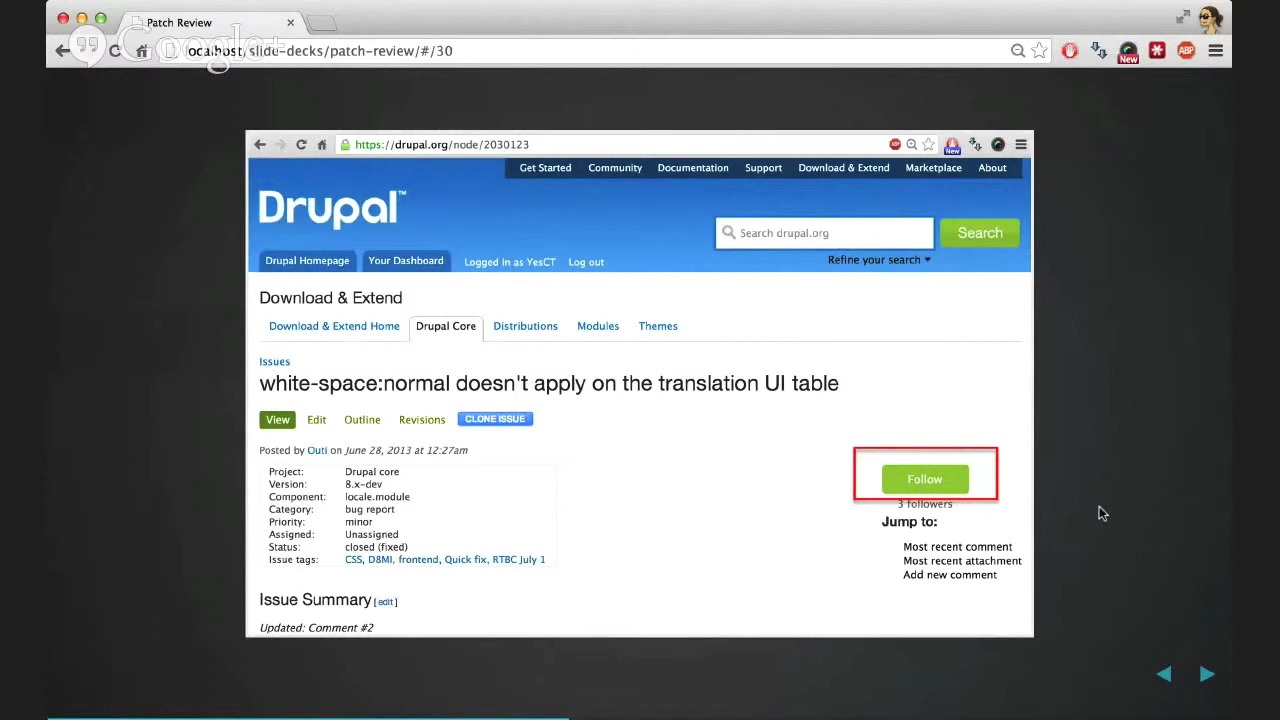 Patch Review
Google+
localhost/slide-decks/patch-review/#/30
New
ABP
https://drupal.org/node/2030123
ABP
New
Get Started Community Documentation Support Download & Extend Marketplace About
Drupal™
Search drupal.org
Search
Refine your search
Drupal Homepage Your Dashboard Logged in as YesCT Log out
Download & Extend
Download & Extend Home Drupal Core Distributions Modules Themes
Issues
white-space:normal doesn't apply on the translation UI table
View Edit Outline Revisions CLONE ISSUE
Posted by Outi on June 28, 2013 at 12:27am
Project: Drupal core
Version: 8.x-dev
Component: locale.module
Category: bug report
Priority: minor
Assigned: Unassigned
Status: closed (fixed)
Issue tags: CSS, D8MI, frontend, Quick fix, RTBC July 1
Follow
3 followers
Jump to:
Most recent comment
Most recent attachment
Add new comment
Issue Summary [edit]
Updated: Comment #2